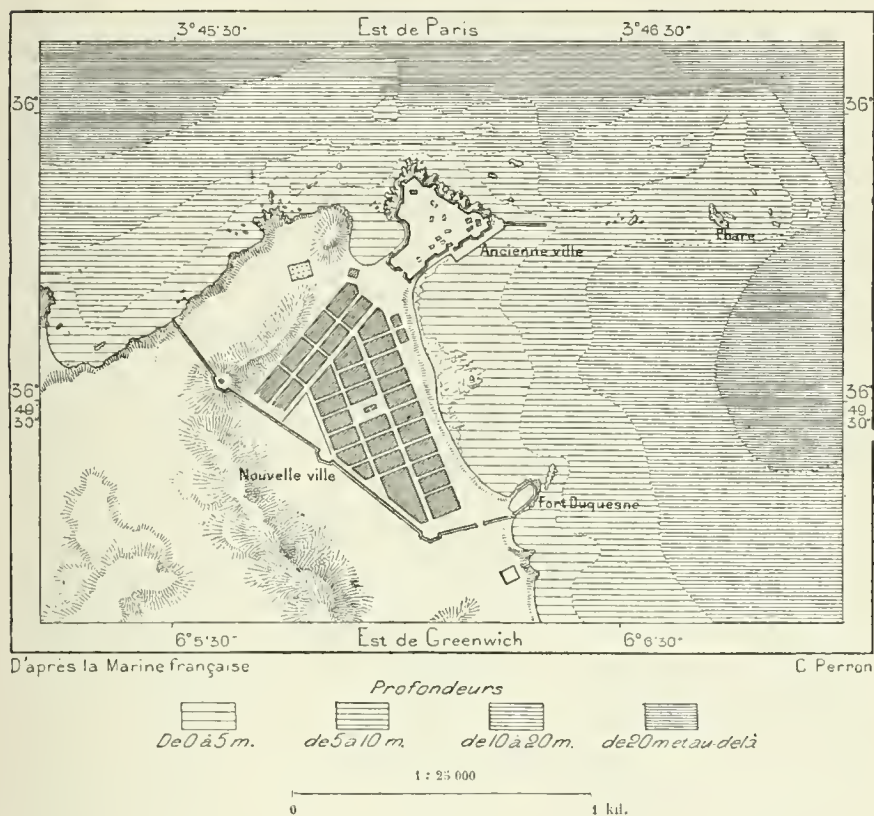 3°45'30" Est de Paris 3°46'30"
36° 36°
Phare
Ancienne ville
36° 36°
49' 49'
30" 30"
Nouvelle ville
Fort Duquesne
6°5'30" Est de Greenwich 6°6'30"
D'après la Marine française C. Perron
Profondeurs
De 0 à 5 m. de 5 à 10 m. de 10 à 20 m. de 20 m et au-delà
1 : 25 000
0 1 kil.